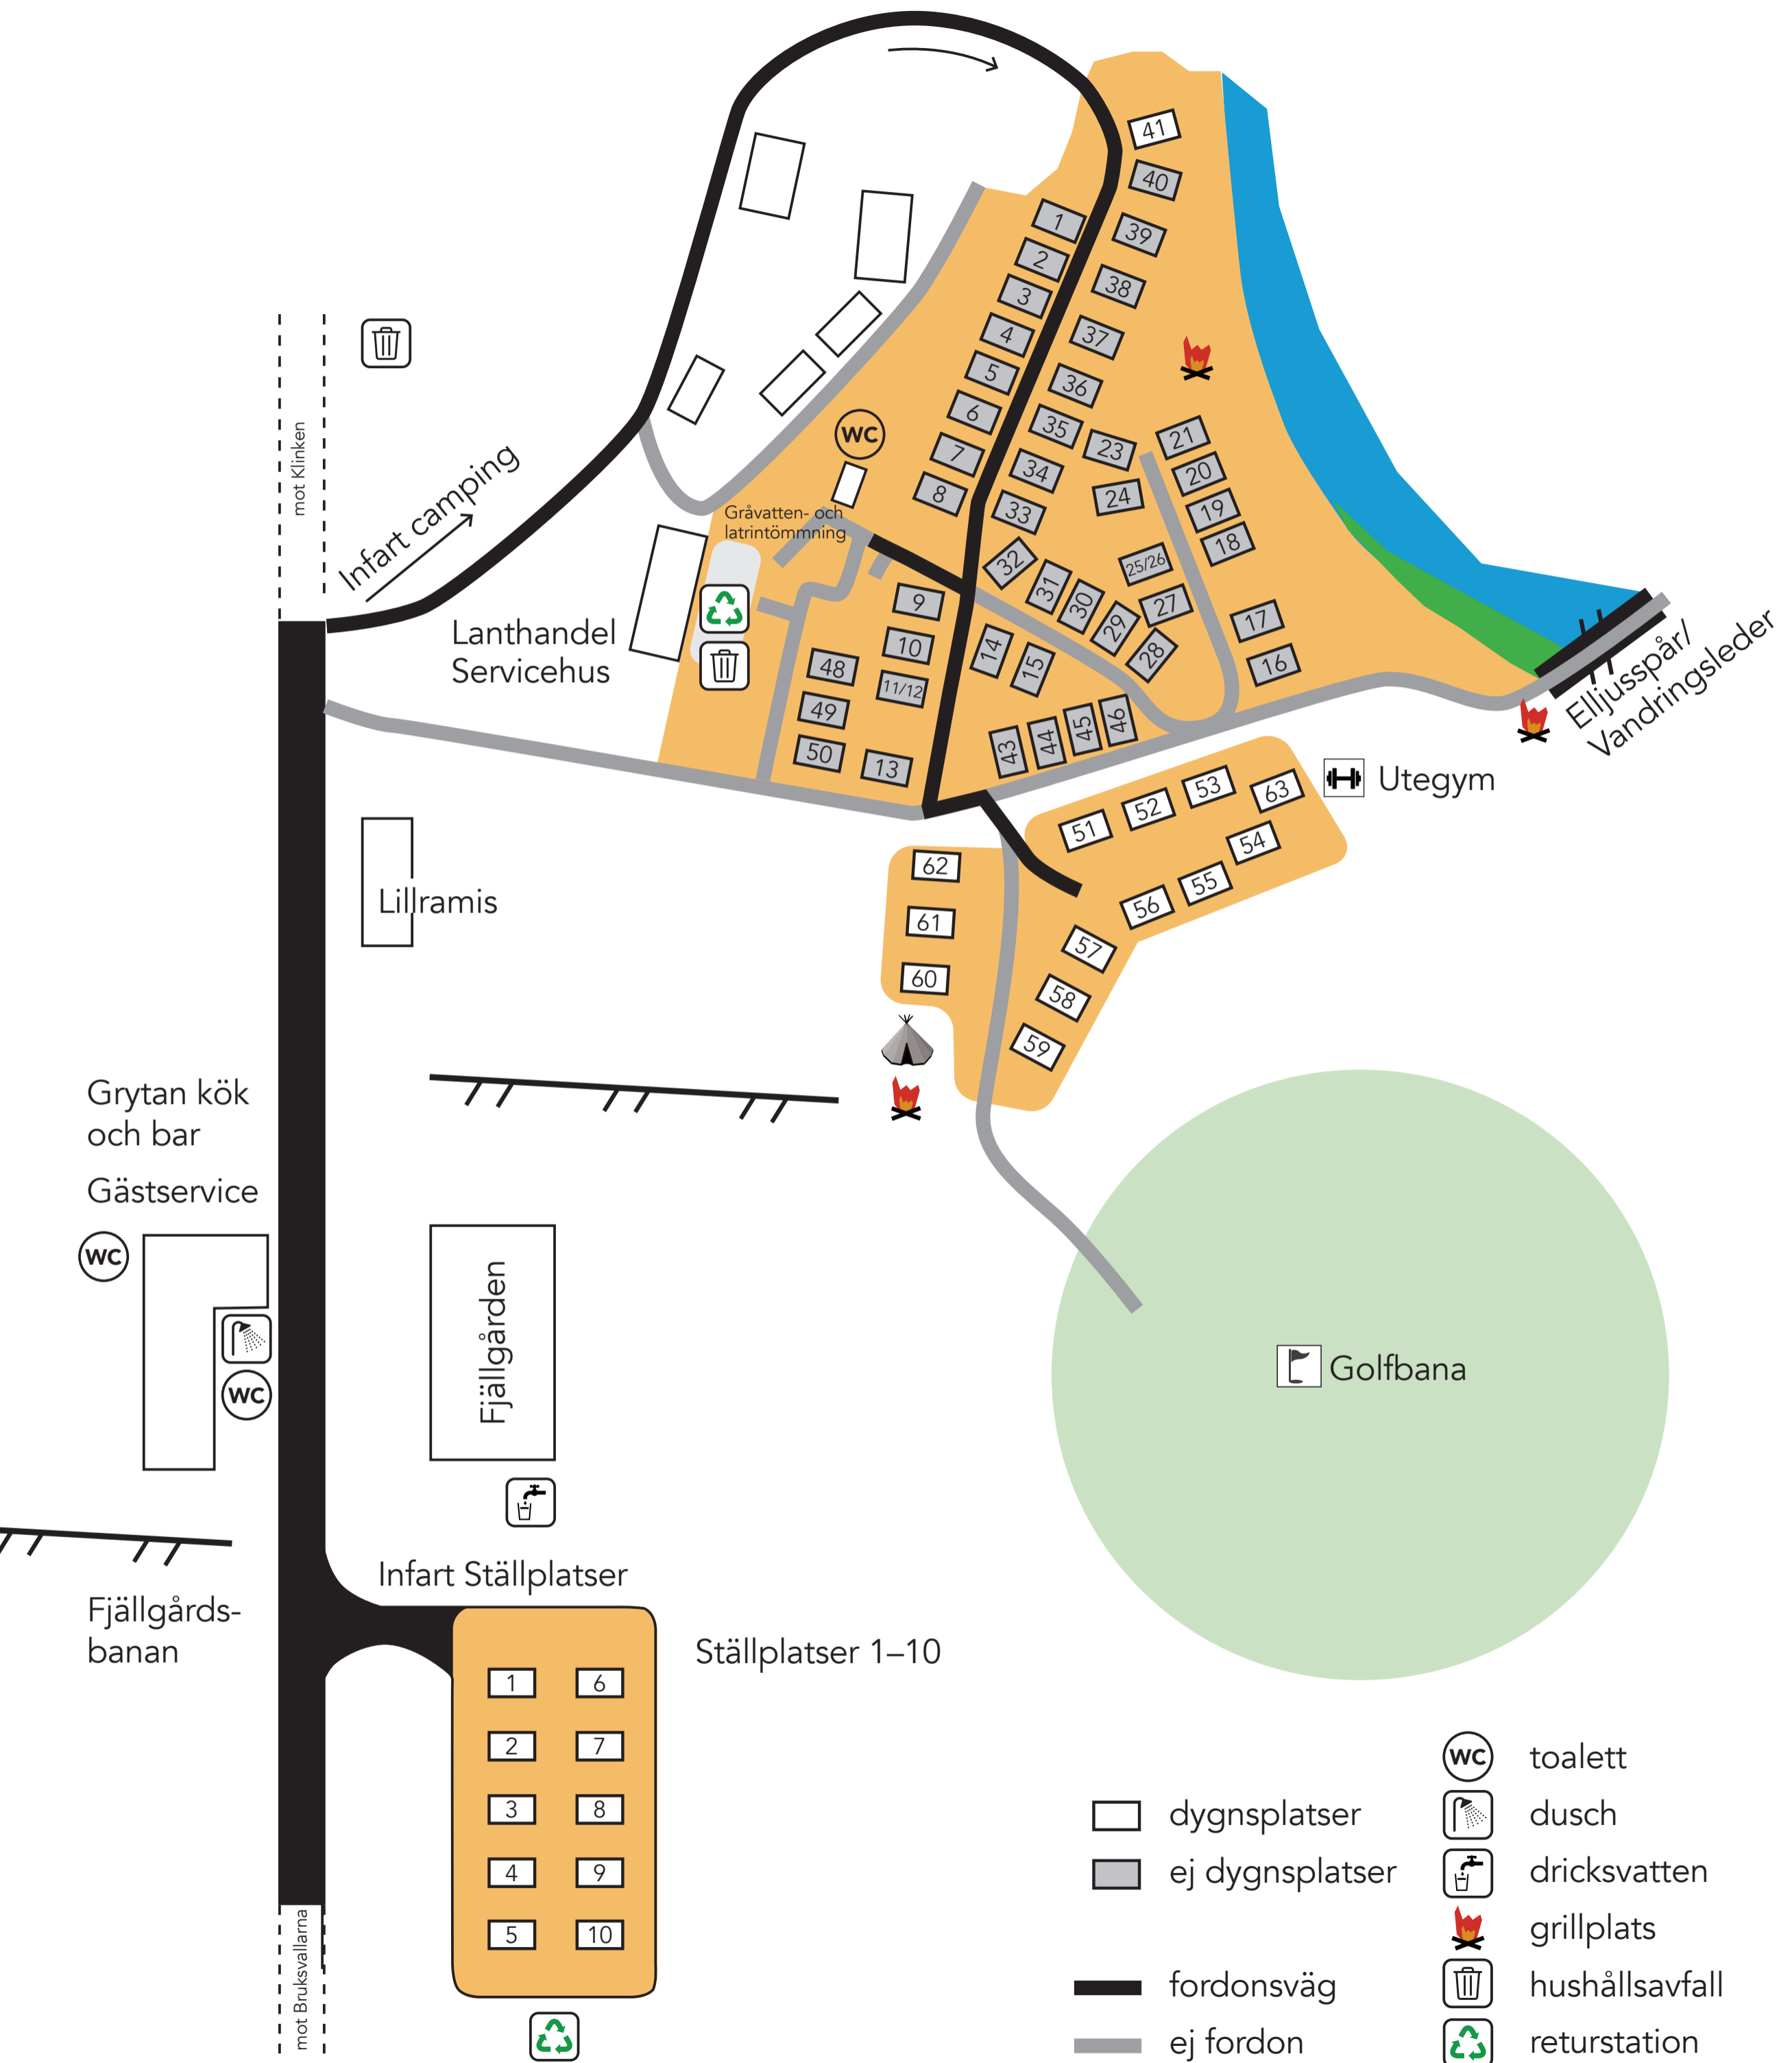 41
40
39
38
37
36
35
34
33
32
1
2
3
4
5
6
7
8
23
24
21
20
19
18
25/26
27
31
30
29
28
17
16
WC
Gråvatten- och
latrintömmning
mot Klinken
Infart camping
Lanthandel
Servicehus
9
10
11/12
13
48
49
50
14
15
43
44
45
46
Elljusspår/
Vandringsleder
Utegym
51
52
53
63
54
55
56
57
58
59
62
61
60
Lillramis
Grytan kök
och bar
Gästservice
WC
WC
Fjällgården
Golfbana
Infart Ställplatser
Fjällgårds-
banan
Ställplatser 1–10
1
6
2
7
3
8
4
9
5
10
mot Bruksvallarna
dygnsplatser
ej dygnsplatser
fordonsväg
ej fordon
WC
toalett
dusch
dricksvatten
grillplats
hushållsavfall
returstation